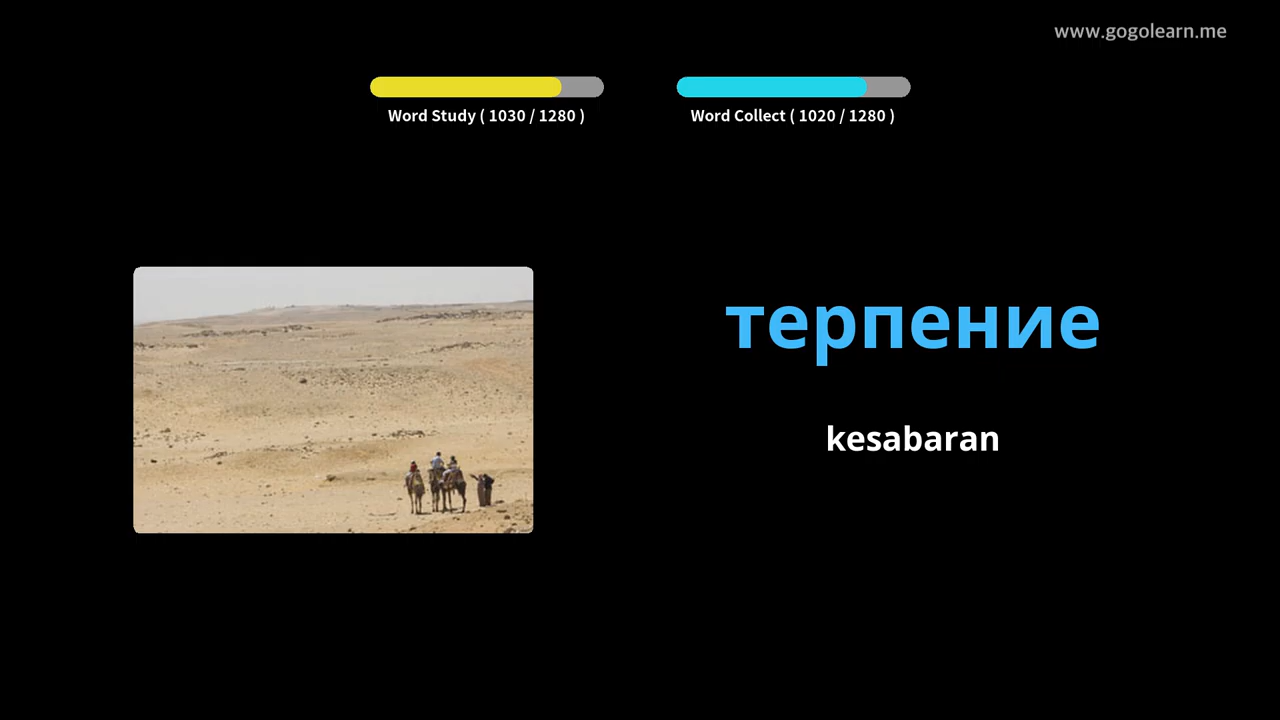 www.gogolearn.me
Word Study ( 1030 / 1280 )
Word Collect ( 1020 / 1280 )
терпение
kesabaran